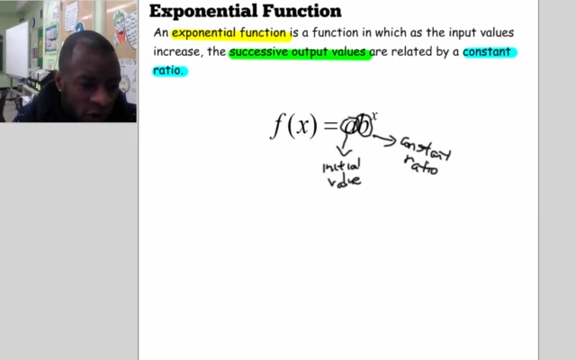 Exponential Function
An exponential function is a function in which as the input values
increase, the successive output values are related by a constant
ratio.
f(x) = ab^x
initial
value
constant
ratio